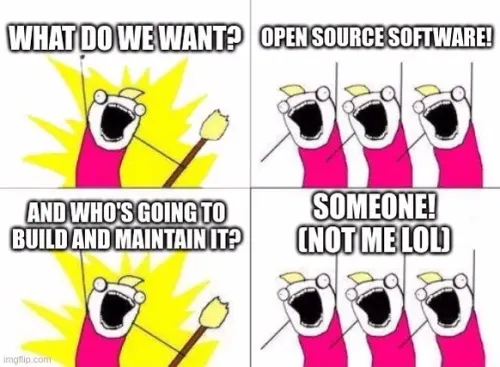 WHAT DO WE WANT?
OPEN SOURCE SOFTWARE!
AND WHO'S GOING TO
BUILD AND MAINTAIN IT?
SOMEONE!
(NOT ME LOL)
imgflip.com